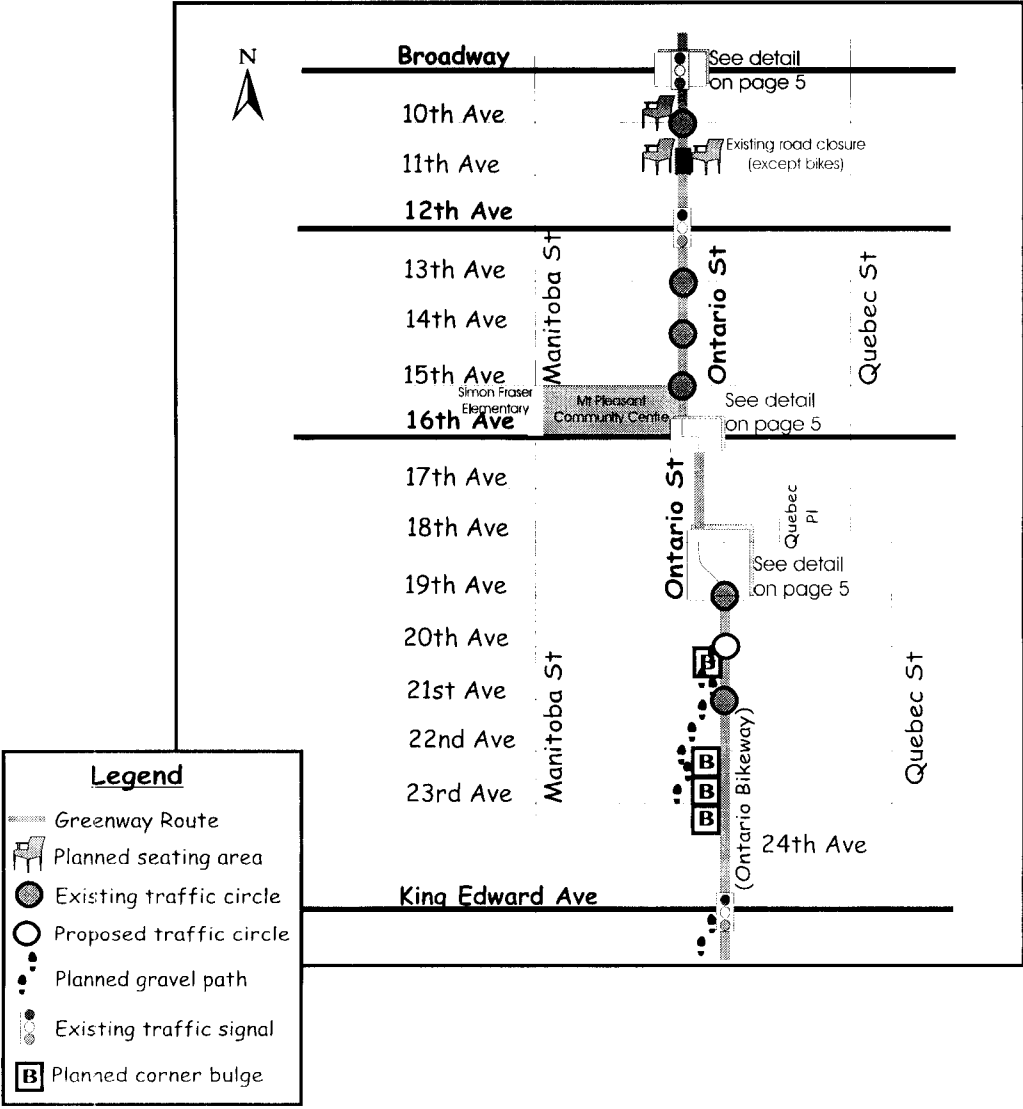 N
Broadway
See detail
on page 5
10th Ave
Existing road closure
(except bikes)
11th Ave
12th Ave
13th Ave
Manitoba St
Ontario St
Quebec St
14th Ave
15th Ave
Simon Fraser
Elementary
Mt Pleasant
Community Centre
See detail
on page 5
16th Ave
17th Ave
Ontario St
Quebec
Pl
18th Ave
See detail
on page 5
19th Ave
20th Ave
B
21st Ave
Manitoba St
Quebec St
22nd Ave
B
23rd Ave
B
B
(Ontario Bikeway)
24th Ave
King Edward Ave
Legend
Greenway Route
Planned seating area
Existing traffic circle
Proposed traffic circle
Planned gravel path
Existing traffic signal
B Planned corner bulge